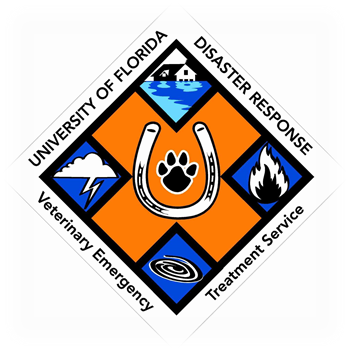 UNIVERSITY OF FLORIDA
DISASTER RESPONSE
Veterinary Emergency
Treatment Service